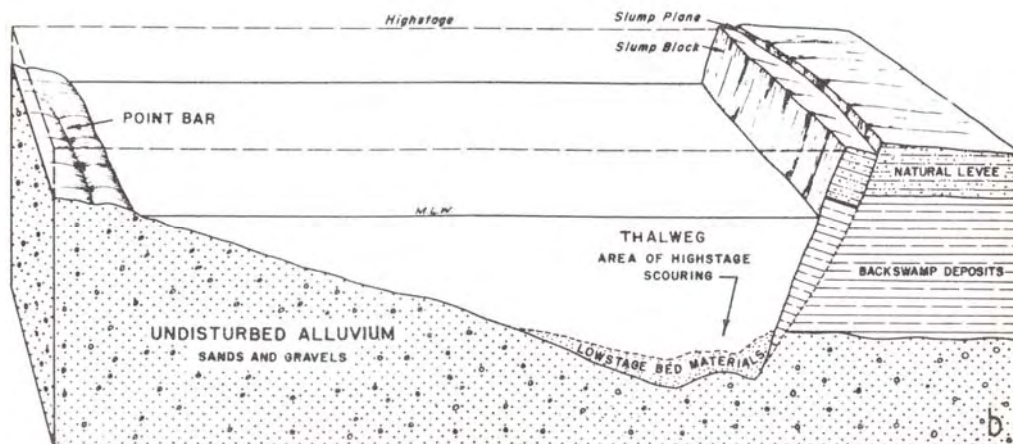 Highstage
Slump Plane
Slump Block
POINT BAR
NATURAL LEVEE
M.L.W.
THALWEG
AREA OF HIGHSTAGE
SCOURING
BACKSWAMP DEPOSITS
UNDISTURBED ALLUVIUM
SANDS AND GRAVELS
LOWSTAGE BED MATERIALS
b